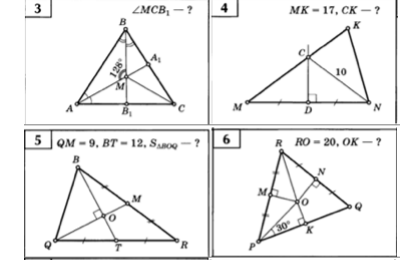 3
∠MCB₁ — ?
B
A₁
128°
M
A
B₁
C
4
MK = 17, CK — ?
K
C
10
M
D
N
5
QM = 9, BT = 12, S△BOQ — ?
B
M
O
Q
T
R
6
RO = 20, OK — ?
R
N
M
O
Q
30°
K
P